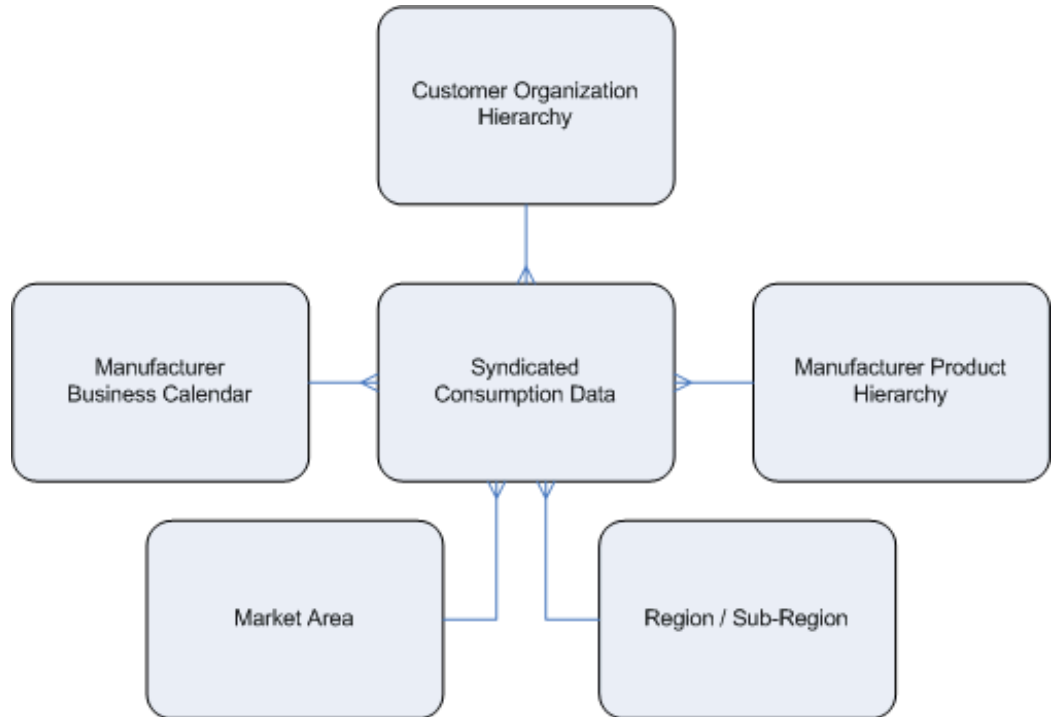 Customer Organization
Hierarchy
Manufacturer
Business Calendar
Syndicated
Consumption Data
Manufacturer Product
Hierarchy
Market Area
Region / Sub-Region